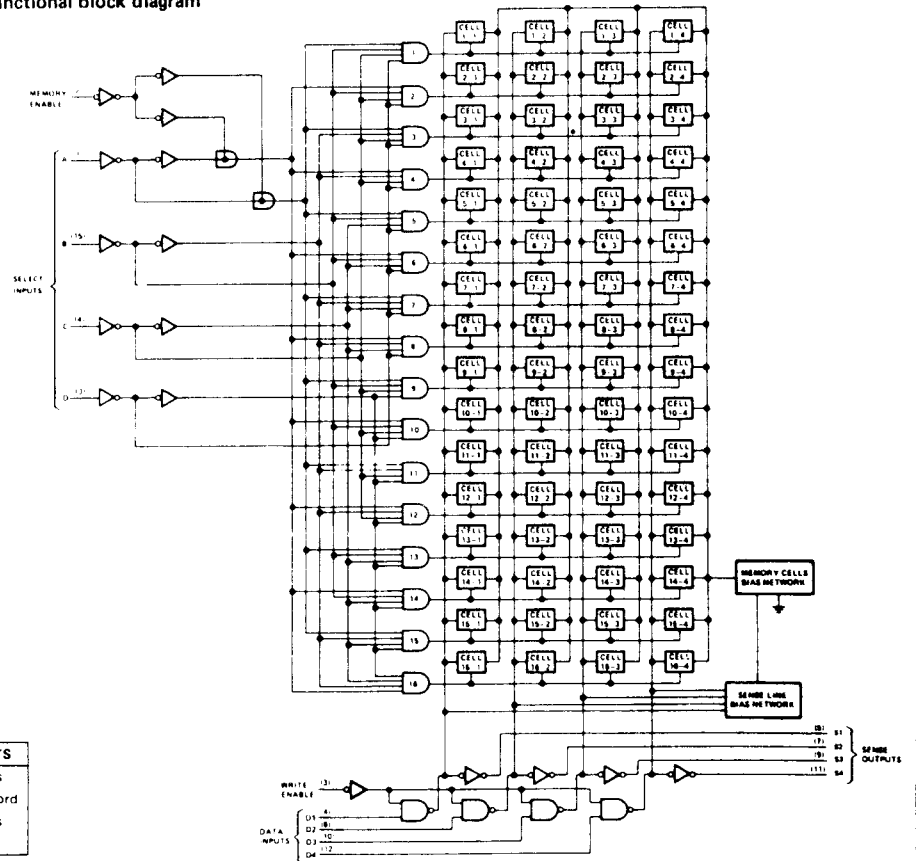 unctional block diagram
MEMORY
ENABLE
A
B
(15)
SELECT
INPUTS
C
D
1
2
3
4
5
6
7
8
9
10
11
12
13
14
15
16
CELL 1-1
CELL 1-2
CELL 1-3
CELL 1-4
CELL 2-1
CELL 2-2
CELL 2-3
CELL 2-4
CELL 3-1
CELL 3-2
CELL 3-3
CELL 3-4
CELL 4-1
CELL 4-2
CELL 4-3
CELL 4-4
CELL 5-1
CELL 5-2
CELL 5-3
CELL 5-4
CELL 6-1
CELL 6-2
CELL 6-3
CELL 6-4
CELL 7-1
CELL 7-2
CELL 7-3
CELL 7-4
CELL 8-1
CELL 8-2
CELL 8-3
CELL 8-4
CELL 9-1
CELL 9-2
CELL 9-3
CELL 9-4
CELL 10-1
CELL 10-2
CELL 10-3
CELL 10-4
CELL 11-1
CELL 11-2
CELL 11-3
CELL 11-4
CELL 12-1
CELL 12-2
CELL 12-3
CELL 12-4
CELL 13-1
CELL 13-2
CELL 13-3
CELL 13-4
CELL 14-1
CELL 14-2
CELL 14-3
CELL 14-4
CELL 15-1
CELL 15-2
CELL 15-3
CELL 15-4
CELL 16-1
CELL 16-2
CELL 16-3
CELL 16-4
MEMORY CELLS
BIAS NETWORK
SENSE LINE
BIAS NETWORK
S1
(7) S2
(9) S3
(11) S4
SENSE
OUTPUTS
WRITE (3)
ENABLE
DATA
INPUTS
D1 (4)
D2
D3
D4
TS
s
ord
s